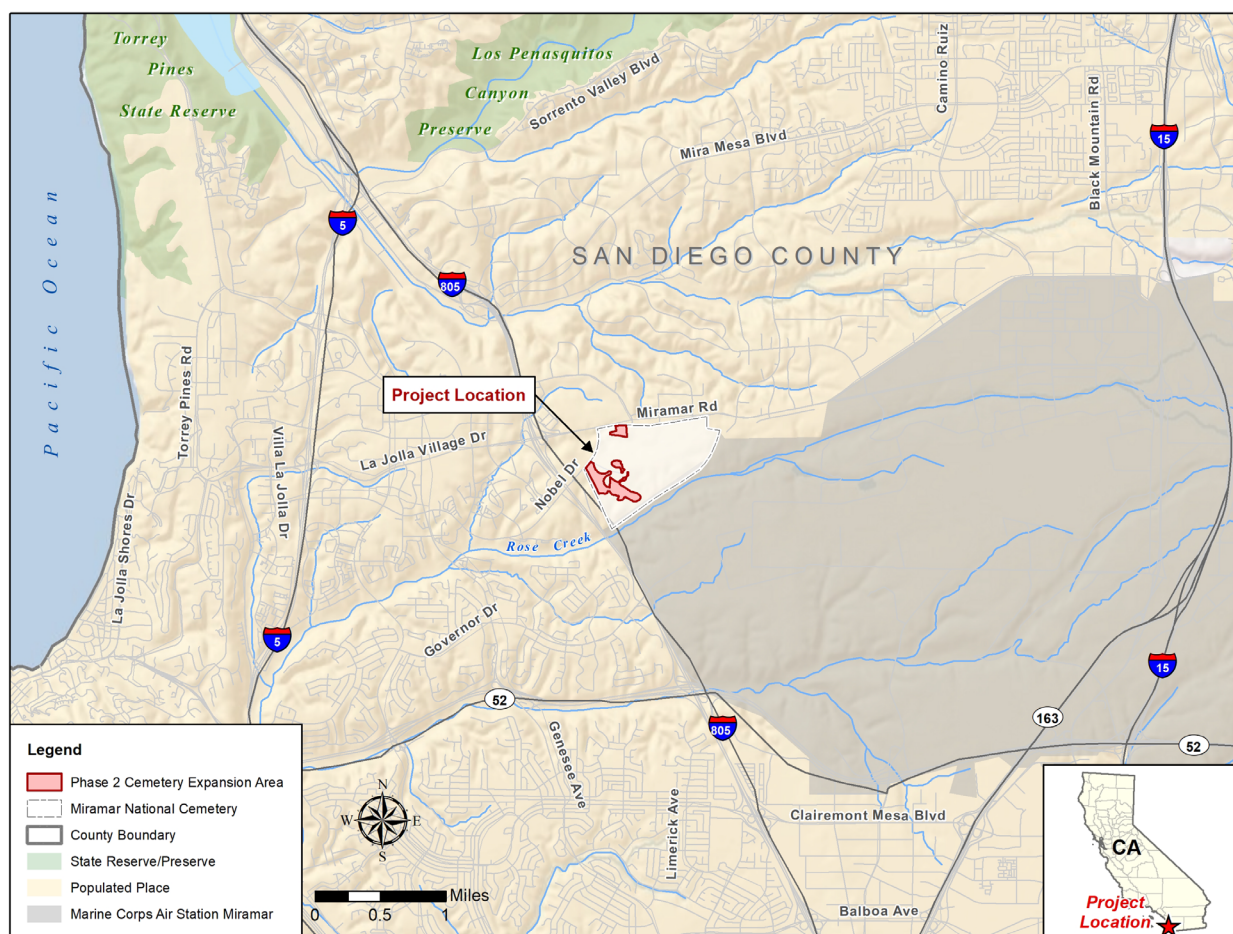 Torrey
Pines
State Reserve
Los Penasquitos
Canyon
Preserve
Sorrento Valley Blvd
Camino Ruiz
Black Mountain Rd
15
Mira Mesa Blvd
5
805
SAN DIEGO COUNTY
Pacific Ocean
Torrey Pines Rd
Project Location
Miramar Rd
La Jolla Village Dr
Villa La Jolla Dr
Nobel Dr
La Jolla Shores Dr
Rose Creek
Governor Dr
5
15
52
805
163
52
Genesee Ave
Limerick Ave
Clairemont Mesa Blvd
Balboa Ave
Legend
Phase 2 Cemetery Expansion Area
Miramar National Cemetery
County Boundary
State Reserve/Preserve
Populated Place
Marine Corps Air Station Miramar
N
W E
S
Miles
0 0.5 1
CA
Project
Location